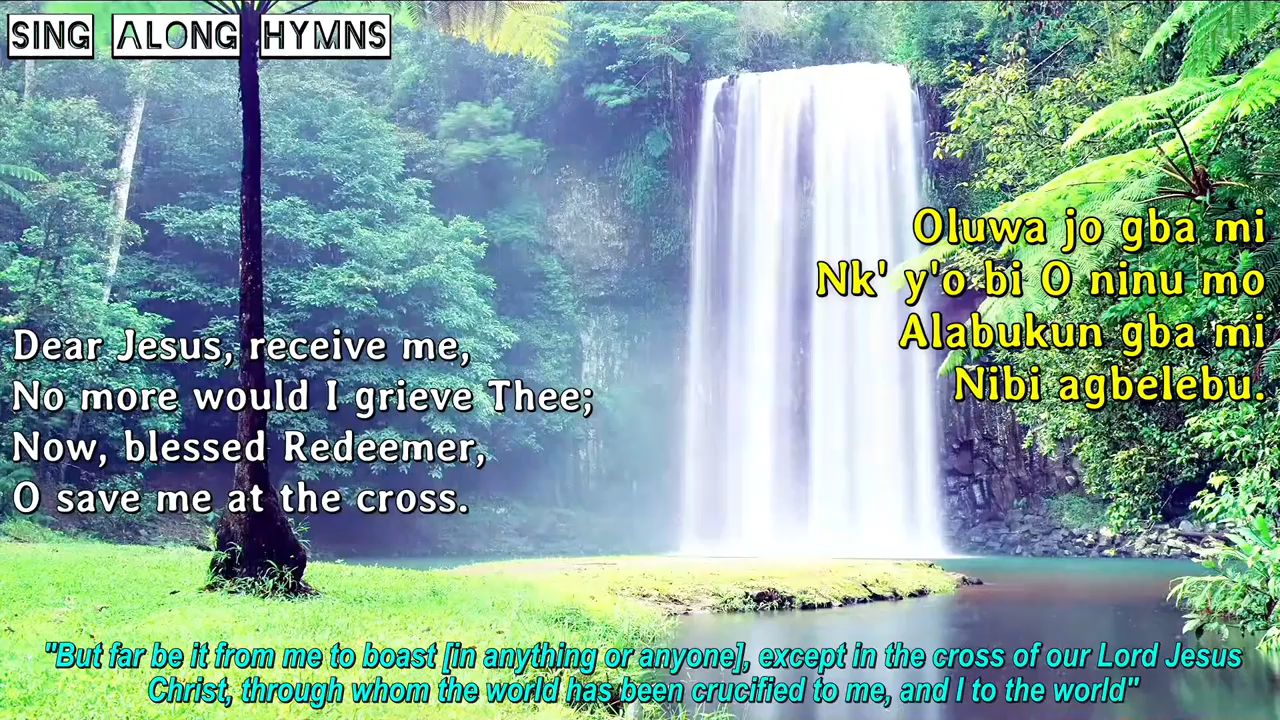 SING ALONG HYMNS
Dear Jesus, receive me,
No more would I grieve Thee;
Now, blessed Redeemer,
O save me at the cross.
Oluwa jo gba mi
Nk' y'o bi O ninu mo
Alabukun gba mi
Nibi agbelebu.
"But far be it from me to boast [in anything or anyone], except in the cross of our Lord Jesus
Christ, through whom the world has been crucified to me, and I to the world"